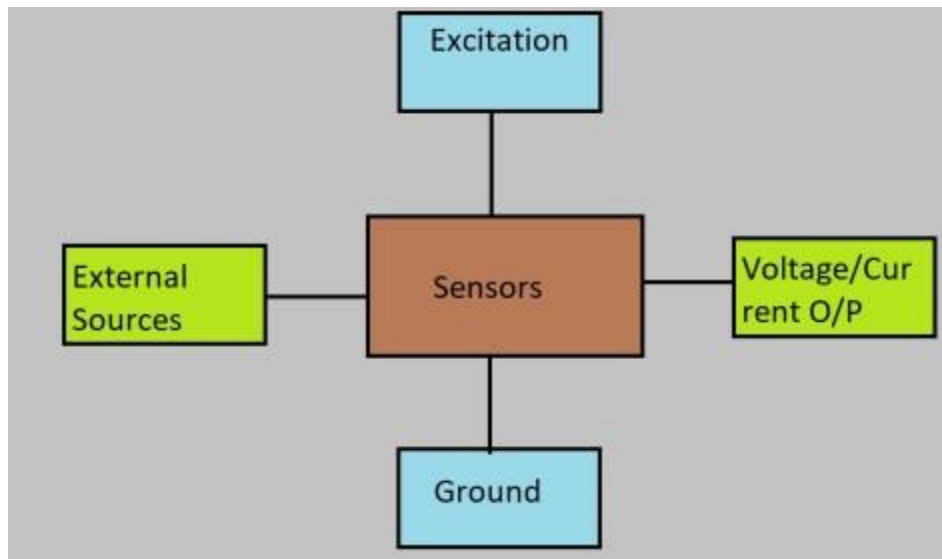 Excitation
External
Sources
Sensors
Voltage/Cur
rent O/P
Ground